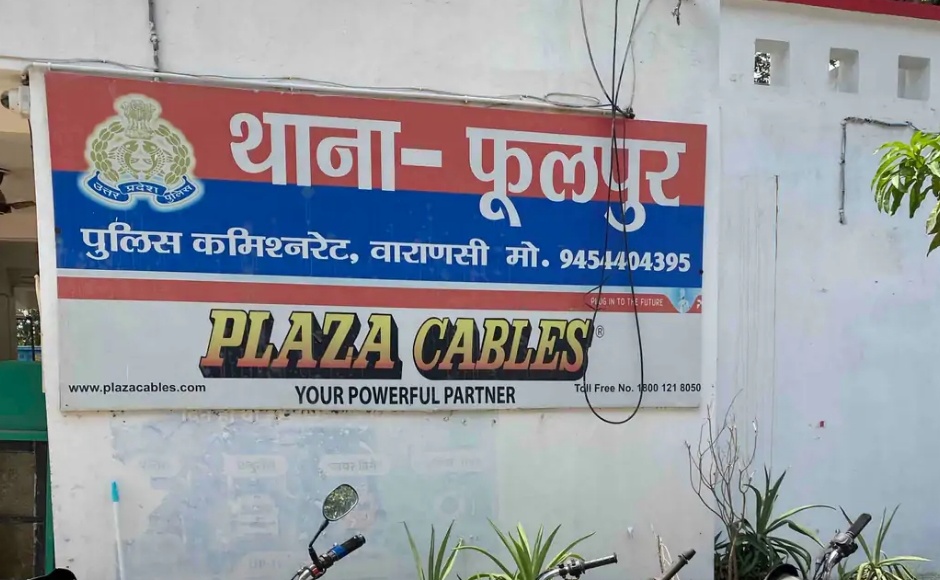 थाना - फूलपुर
उत्तर प्रदेश पुलिस
पुलिस कमिश्नरेट, वाराणसी मो. 9454404395
PLUG IN TO THE FUTURE
PLAZA CABLES®
www.plazacables.com
YOUR POWERFUL PARTNER
Toll Free No. 1800 121 8050